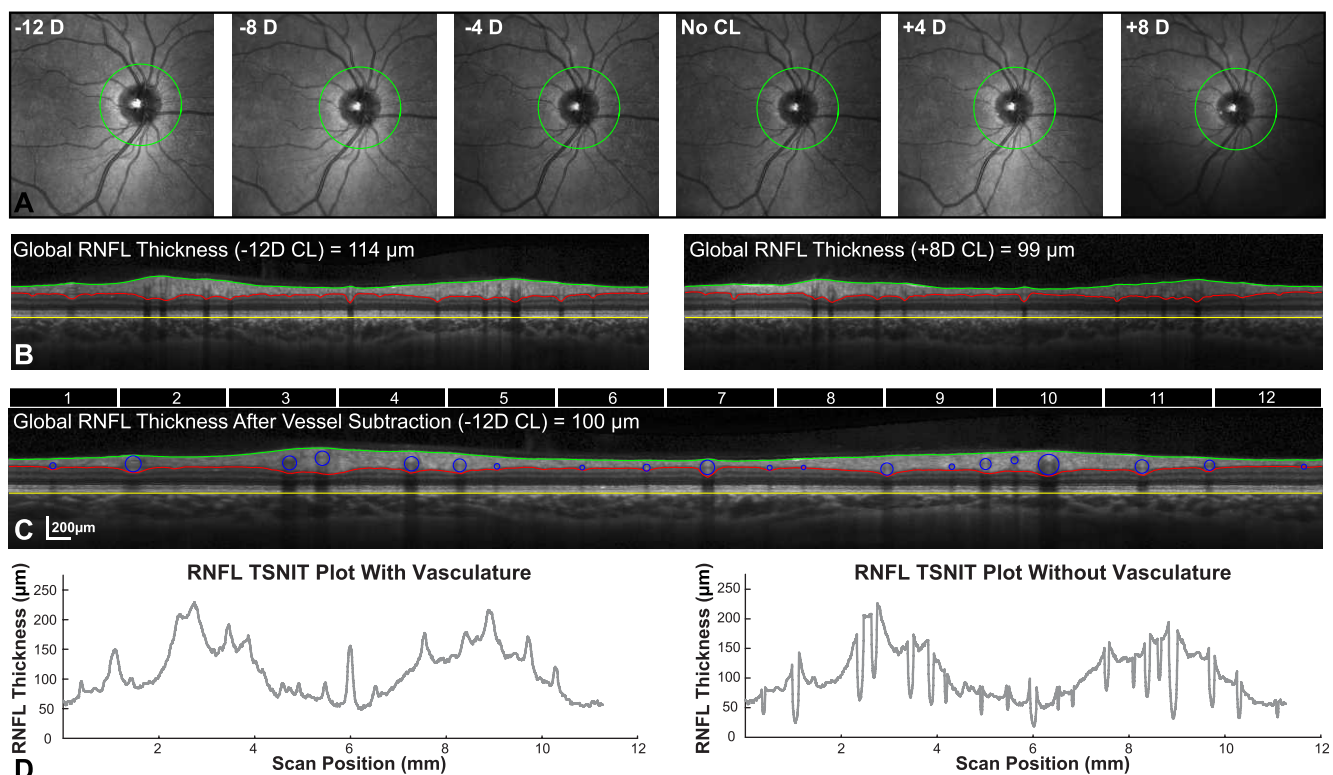 -12 D
-8 D
-4 D
No CL
+4 D
+8 D
A
Global RNFL Thickness (-12D CL) = 114 µm
Global RNFL Thickness (+8D CL) = 99 µm
B
1 2 3 4 5 6 7 8 9 10 11 12
Global RNFL Thickness After Vessel Subtraction (-12D CL) = 100 µm
C
200µm
RNFL TSNIT Plot With Vasculature
RNFL Thickness (µm)
250
200
150
100
50
0
2 4 6 8 10 12
Scan Position (mm)
RNFL TSNIT Plot Without Vasculature
RNFL Thickness (µm)
250
200
150
100
50
0
2 4 6 8 10 12
Scan Position (mm)
D